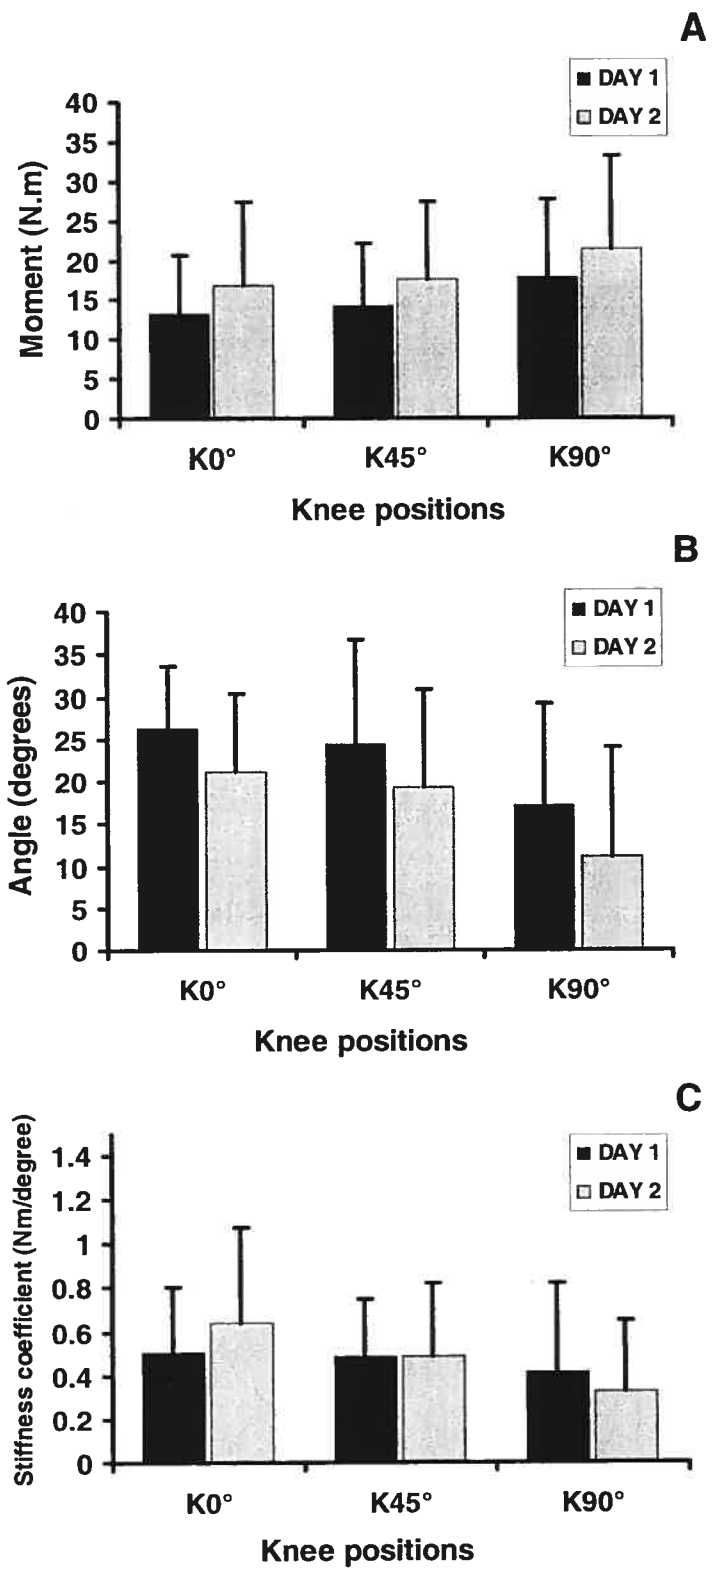 A
DAY 1
DAY 2
Moment (N.m)
40
35
30
25
20
15
10
5
0
K0° K45° K90°
Knee positions
B
DAY 1
DAY 2
Angle (degrees)
40
35
30
25
20
15
10
5
0
K0° K45° K90°
Knee positions
C
DAY 1
DAY 2
Stiffness coefficient (Nm/degree)
1.4
1.2
1
0.8
0.6
0.4
0.2
0
K0° K45° K90°
Knee positions